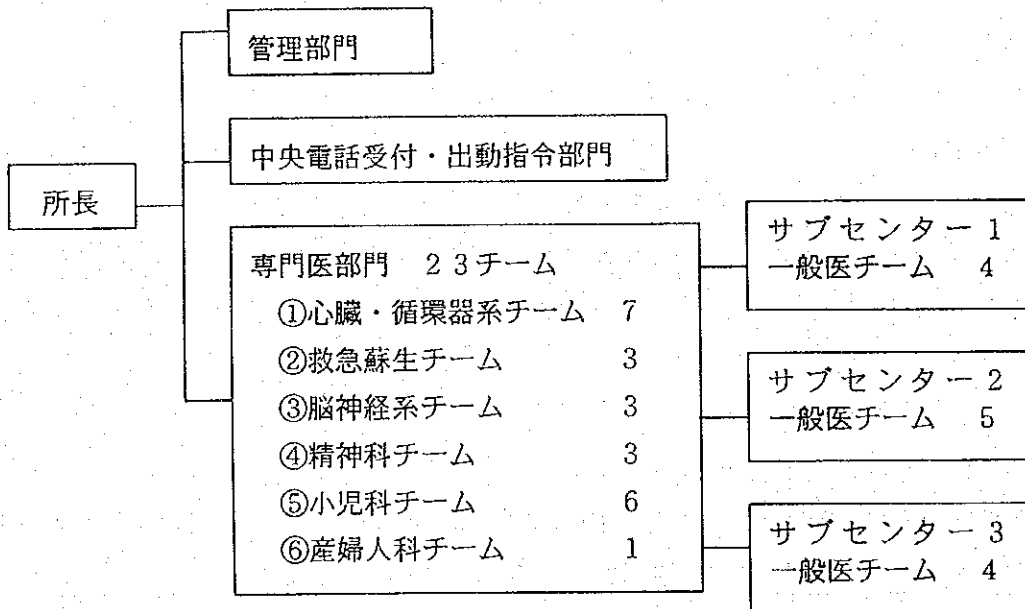 管理部門
中央電話受付・出動指令部門
所長
専門医部門 23チーム
①心臓・循環器系チーム 7
②救急蘇生チーム 3
③脳神経系チーム 3
④精神科チーム 3
⑤小児科チーム 6
⑥産婦人科チーム 1
サブセンター1
一般医チーム 4
サブセンター2
一般医チーム 5
サブセンター3
一般医チーム 4